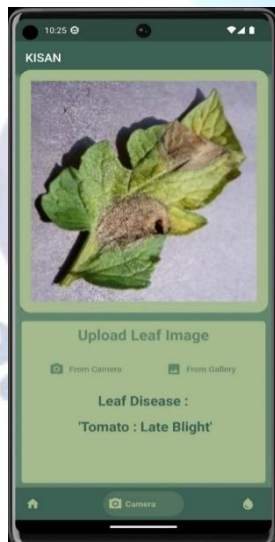 10:25
KISAN
Upload Leaf Image
From Camera
From Gallery
Leaf Disease :
'Tomato : Late Blight'
Camera